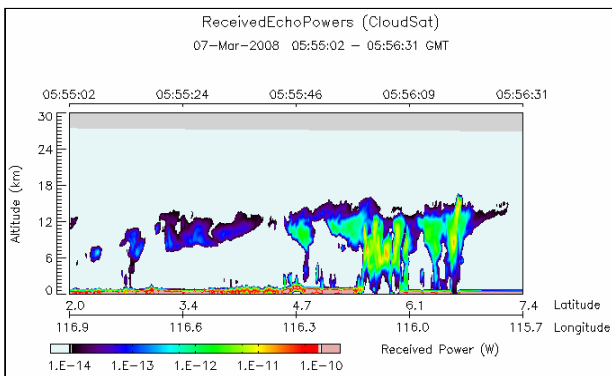 ReceivedEchoPowers (CloudSat)
07-Mar-2008 05:55:02 - 05:56:31 GMT
05:55:02 05:55:24 05:55:46 05:56:09 05:56:31
30
24
18
12
6
0
Altitude (km)
2.0 3.4 4.7 6.1 7.4 Latitude
116.9 116.6 116.3 116.0 115.7 Longitude
Received Power (W)
1.E-14 1.E-13 1.E-12 1.E-11 1.E-10